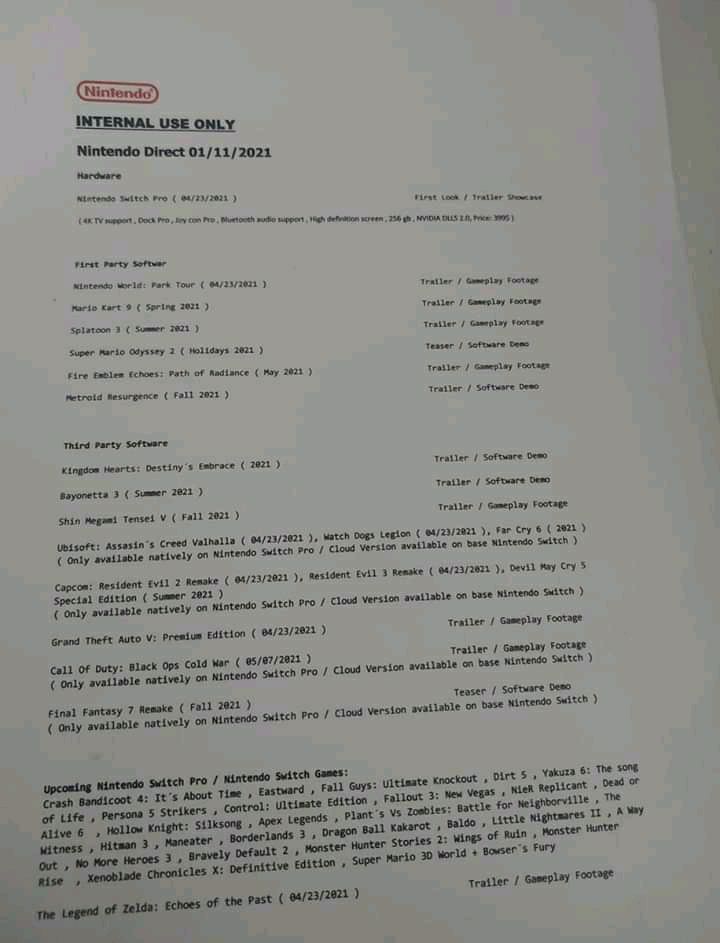 Nintendo®
INTERNAL USE ONLY
Nintendo Direct 01/11/2021
Hardware
Nintendo Switch Pro ( 04/23/2021 ) First Look / Trailer Showcase
( 4K TV support , Dock Pro , Joy con Pro , Bluetooth audio support , High definition screen , 256 gb , NVIDIA DLLS 2.0, Price: 399$ )
First Party Softwar
Nintendo World: Park Tour ( 04/23/2021 ) Trailer / Gameplay Footage
Mario Kart 9 ( Spring 2021 ) Trailer / Gameplay Footage
Splatoon 3 ( Summer 2021 ) Trailer / Gameplay Footage
Super Mario Odyssey 2 ( Holidays 2021 ) Teaser / Software Demo
Fire Emblem Echoes: Path of Radiance ( May 2021 ) Trailer / Gameplay Footage
Metroid Resurgence ( Fall 2021 ) Trailer / Software Demo
Third Party Software
Kingdom Hearts: Destiny´s Embrace ( 2021 ) Trailer / Software Demo
Bayonetta 3 ( Summer 2021 ) Trailer / Software Demo
Shin Megami Tensei V ( Fall 2021 ) Trailer / Gameplay Footage
Ubisoft: Assasin´s Creed Valhalla ( 04/23/2021 ), Watch Dogs Legion ( 04/23/2021 ), Far Cry 6 ( 2021 )
( Only available natively on Nintendo Switch Pro / Cloud Version available on base Nintendo Switch )
Capcom: Resident Evil 2 Remake ( 04/23/2021 ), Resident Evil 3 Remake ( 04/23/2021 ), Devil May Cry 5
Special Edition ( Summer 2021 )
( Only available natively on Nintendo Switch Pro / Cloud Version available on base Nintendo Switch )
Grand Theft Auto V: Premium Edition ( 04/23/2021 ) Trailer / Gameplay Footage
Call Of Duty: Black Ops Cold War ( 05/07/2021 ) Trailer / Gameplay Footage
( Only available natively on Nintendo Switch Pro / Cloud Version available on base Nintendo Switch )
Final Fantasy 7 Remake ( Fall 2021 ) Teaser / Software Demo
( Only available natively on Nintendo Switch Pro / Cloud Version available on base Nintendo Switch )
Upcoming Nintendo Switch Pro / Nintendo Switch Games:
Crash Bandicoot 4: It´s About Time , Eastward , Fall Guys: Ultimate Knockout , Dirt 5 , Yakuza 6: The song
of Life , Persona 5 Strikers , Control: Ultimate Edition , Fallout 3: New Vegas , NieR Replicant , Dead or
Alive 6 , Hollow Knight: Silksong , Apex Legends , Plant´s Vs Zombies: Battle for Neighborville , The
Witness , Hitman 3 , Maneater , Borderlands 3 , Dragon Ball Kakarot , Baldo , Little Nightmares II , A Way
Out , No More Heroes 3 , Bravely Default 2 , Monster Hunter Stories 2: Wings of Ruin , Monster Hunter
Rise , Xenoblade Chronicles X: Definitive Edition , Super Mario 3D World + Bowser´s Fury
The Legend of Zelda: Echoes of the Past ( 04/23/2021 ) Trailer / Gameplay Footage